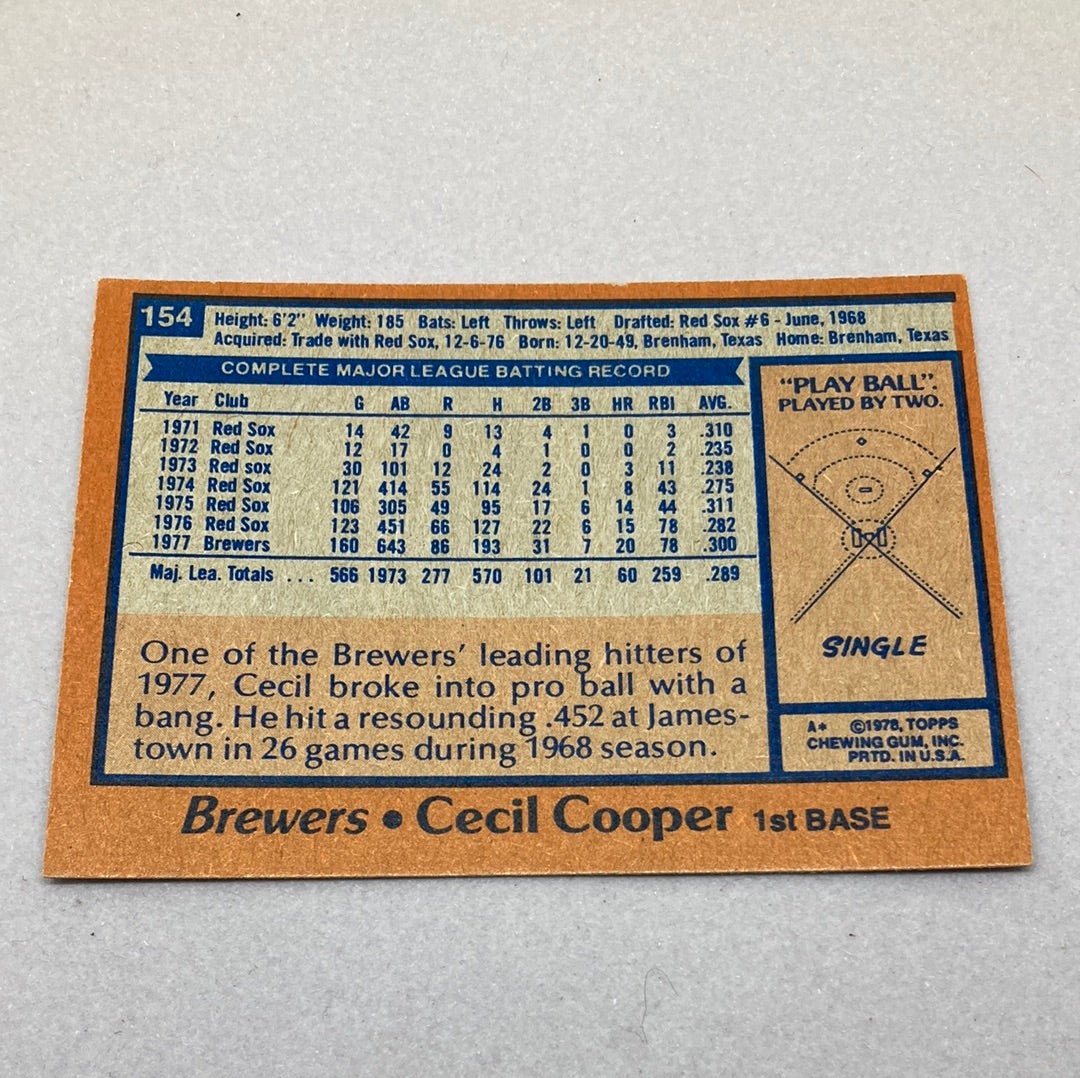 154
Height: 6'2" Weight: 185 Bats: Left Throws: Left Drafted: Red Sox #6 - June, 1968
Acquired: Trade with Red Sox, 12-6-76 Born: 12-20-49, Brenham, Texas Home: Brenham, Texas
COMPLETE MAJOR LEAGUE BATTING RECORD
Year Club G AB R H 2B 3B HR RBI AVG.
1971 Red Sox 14 42 9 13 4 1 0 3 .310
1972 Red Sox 12 17 0 4 1 0 0 2 .235
1973 Red sox 30 101 12 24 2 0 3 11 .238
1974 Red Sox 121 414 55 114 24 1 8 43 .275
1975 Red Sox 106 305 49 95 17 6 14 44 .311
1976 Red Sox 123 451 66 127 22 6 15 78 .282
1977 Brewers 160 643 86 193 31 7 20 78 .300
Maj. Lea. Totals . . . 566 1973 277 570 101 21 60 259 .289
One of the Brewers' leading hitters of
1977, Cecil broke into pro ball with a
bang. He hit a resounding .452 at James-
town in 26 games during 1968 season.
"PLAY BALL".
PLAYED BY TWO.
SINGLE
A* ©1978, TOPPS
CHEWING GUM, INC.
PRTD. IN U.S.A.
Brewers • Cecil Cooper 1st BASE